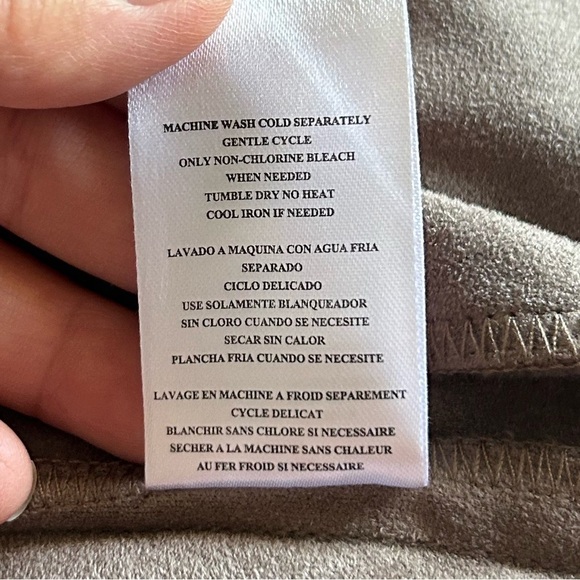 MACHINE WASH COLD SEPARATELY
GENTLE CYCLE
ONLY NON-CHLORINE BLEACH
WHEN NEEDED
TUMBLE DRY NO HEAT
COOL IRON IF NEEDED
LAVADO A MAQUINA CON AGUA FRIA
SEPARADO
CICLO DELICADO
USE SOLAMENTE BLANQUEADOR
SIN CLORO CUANDO SE NECESITE
SECAR SIN CALOR
PLANCHA FRIA CUANDO SE NECESITE
LAVAGE EN MACHINE A FROID SEPAREMENT
CYCLE DELICAT
BLANCHIR SANS CHLORE SI NECESSAIRE
SECHER A LA MACHINE SANS CHALEUR
AU FER FROID SI NECESSAIRE